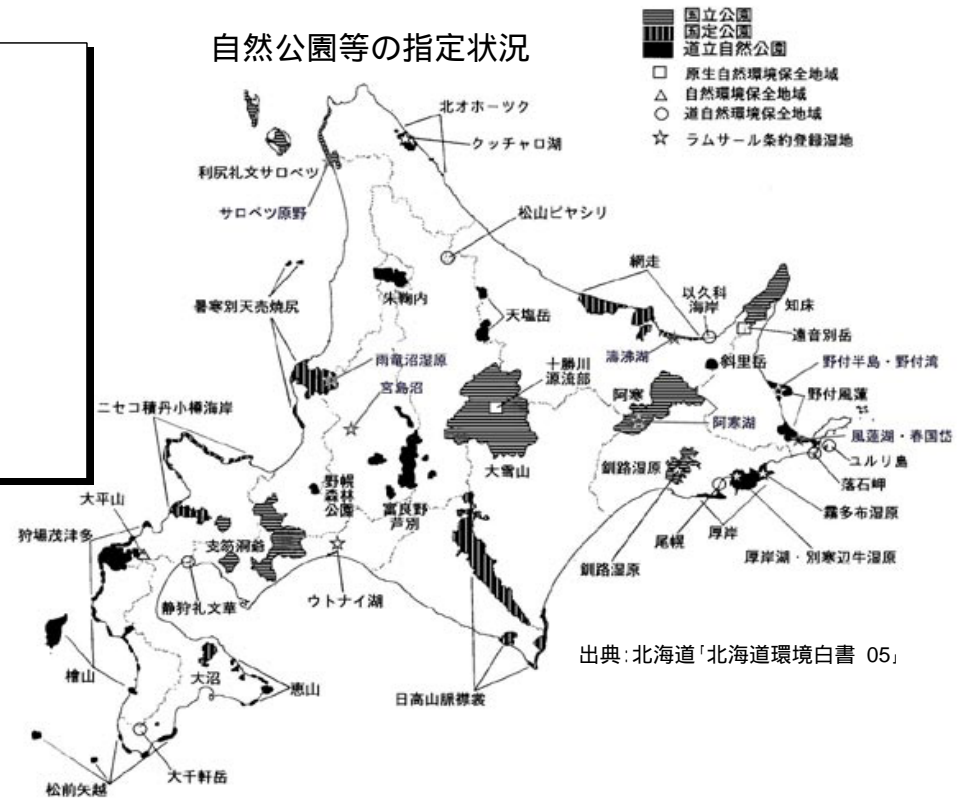 自然公園等の指定状況
国立公園
国定公園
道立自然公園
原生自然環境保全地域
自然環境保全地域
道自然環境保全地域
ラムサール条約登録湿地
北オホーツク
クッチャロ湖
利尻礼文サロベツ
サロベツ原野
松山ピヤシリ
網走
以久科
海岸
知床
朱鞠内
暑寒別天売焼尻
天塩岳
遠音別岳
濤沸湖
斜里岳
雨竜沼湿原
十勝川
源流部
野付半島・野付湾
宮島沼
阿寒
野付風蓮
ニセコ積丹小樽海岸
阿寒湖
風蓮湖・春国岱
大雪山
釧路湿原
ユルリ島
野幌
森林
公園
富良野
芦別
落石岬
大平山
霧多布湿原
狩場茂津多
支笏洞爺
尾幌
厚岸
厚岸湖・別寒辺牛湿原
釧路湿原
静狩礼文華
ウトナイ湖
出典:北海道「北海道環境白書 05」
檜山
大沼
恵山
日高山脈襟裳
大千軒岳
松前矢越